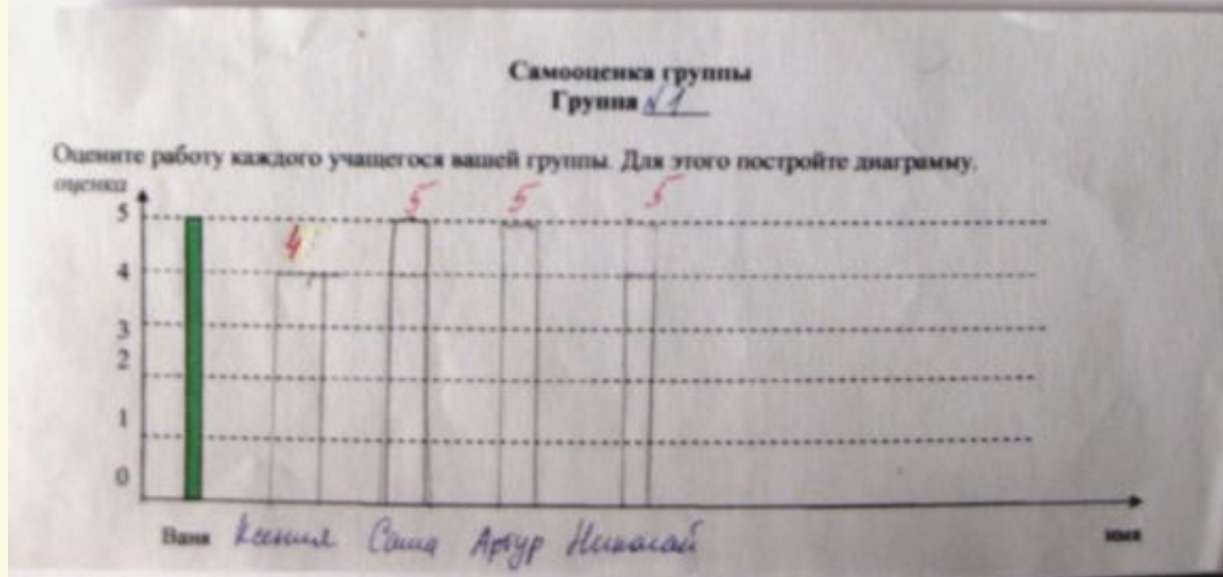 Самооценка группы
Группа №1
Оцените работу каждого учащегося вашей группы. Для этого постройте диаграмму.
оценка
5 5 5
4
5
4
3
2
1
0
Ваня Ксения Саша Артур Николай имя